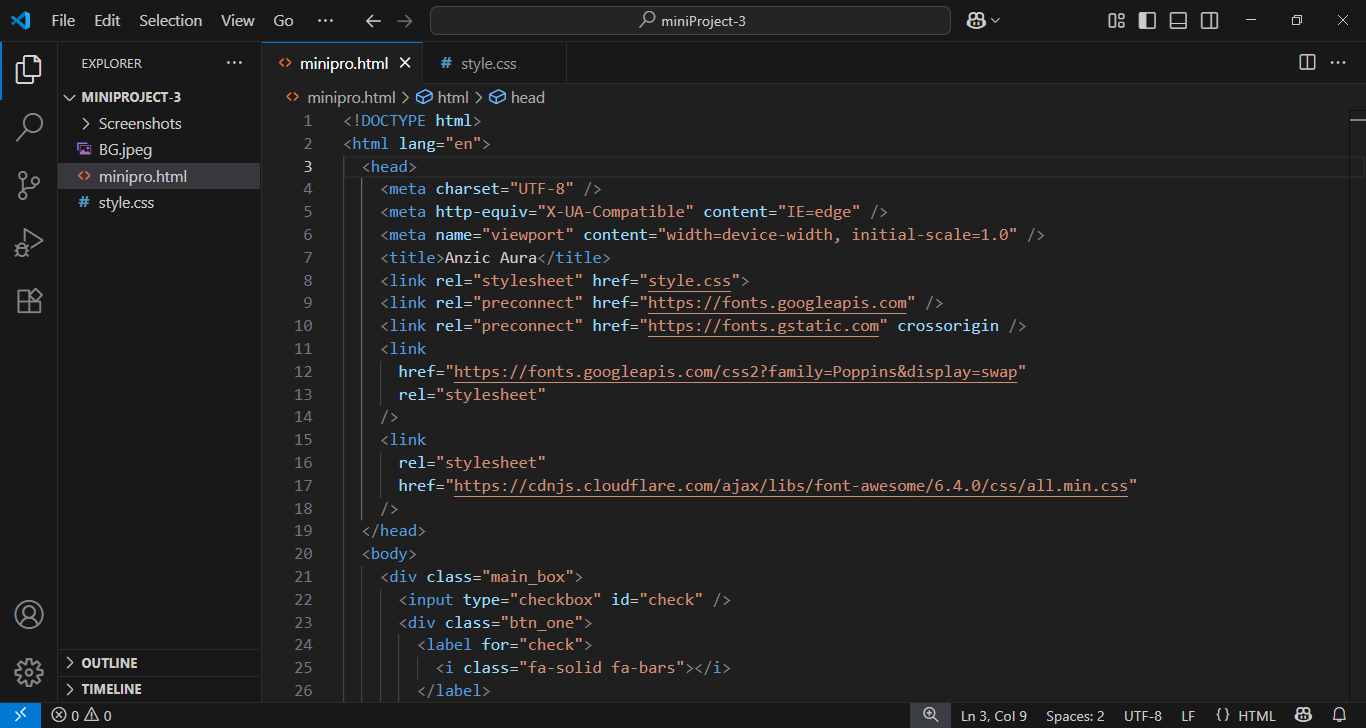 File Edit Selection View Go ··· miniProject-3
EXPLORER ···
MINIPROJECT-3
Screenshots
BG.jpeg
minipro.html
# style.css
OUTLINE
TIMELINE
minipro.html # style.css
minipro.html > html > head
1 <!DOCTYPE html>
2 <html lang="en">
3 <head>
4 <meta charset="UTF-8" />
5 <meta http-equiv="X-UA-Compatible" content="IE=edge" />
6 <meta name="viewport" content="width=device-width, initial-scale=1.0" />
7 <title>Anzic Aura</title>
8 <link rel="stylesheet" href="style.css">
9 <link rel="preconnect" href="https://fonts.googleapis.com" />
10 <link rel="preconnect" href="https://fonts.gstatic.com" crossorigin />
11 <link
12 href="https://fonts.googleapis.com/css2?family=Poppins&display=swap"
13 rel="stylesheet"
14 />
15 <link
16 rel="stylesheet"
17 href="https://cdnjs.cloudflare.com/ajax/libs/font-awesome/6.4.0/css/all.min.css"
18 />
19 </head>
20 <body>
21 <div class="main_box">
22 <input type="checkbox" id="check" />
23 <div class="btn_one">
24 <label for="check">
25 <i class="fa-solid fa-bars"></i>
26 </label>
0 0 Ln 3, Col 9 Spaces: 2 UTF-8 LF {} HTML